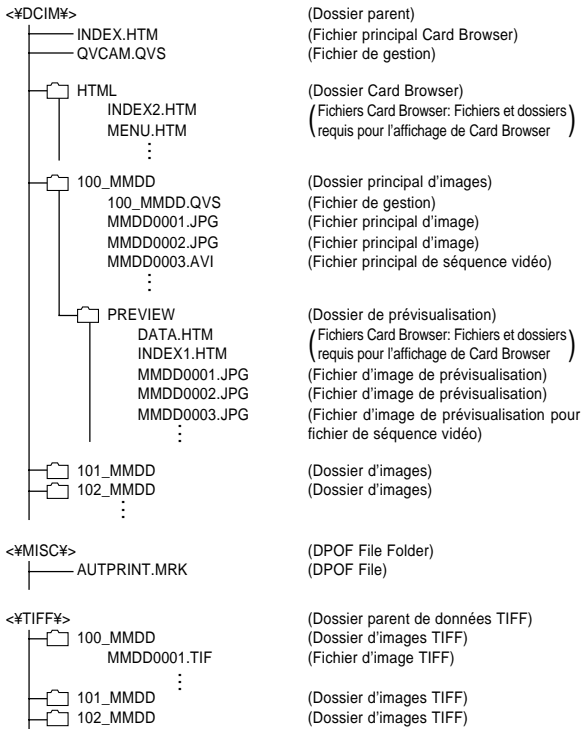 <¥DCIM¥> (Dossier parent)
INDEX.HTM (Fichier principal Card Browser)
QVCAM.QVS (Fichier de gestion)
HTML (Dossier Card Browser)
INDEX2.HTM (Fichiers Card Browser: Fichiers et dossiers
MENU.HTM requis pour l'affichage de Card Browser)
100_MMDD (Dossier principal d'images)
100_MMDD.QVS (Fichier de gestion)
MMDD0001.JPG (Fichier principal d'image)
MMDD0002.JPG (Fichier principal d'image)
MMDD0003.AVI (Fichier principal de séquence vidéo)
PREVIEW (Dossier de prévisualisation)
DATA.HTM (Fichiers Card Browser: Fichiers et dossiers
INDEX1.HTM requis pour l'affichage de Card Browser)
MMDD0001.JPG (Fichier d'image de prévisualisation)
MMDD0002.JPG (Fichier d'image de prévisualisation)
MMDD0003.JPG (Fichier d'image de prévisualisation pour
fichier de séquence vidéo)
101_MMDD (Dossier d'images)
102_MMDD (Dossier d'images)
<¥MISC¥> (DPOF File Folder)
AUTPRINT.MRK (DPOF File)
<¥TIFF¥> (Dossier parent de données TIFF)
100_MMDD (Dossier d'images TIFF)
MMDD0001.TIF (Fichier d'image TIFF)
101_MMDD (Dossier d'images TIFF)
102_MMDD (Dossier d'images TIFF)